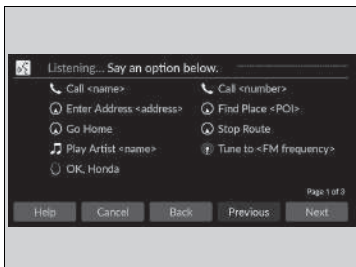 Listening... Say an option below.
Call <name>
Call <number>
Enter Address <address>
Find Place <POI>
Go Home
Stop Route
Play Artist <name>
Tune to <FM frequency>
OK, Honda
Page 1 of 3
Help Cancel Back Previous Next